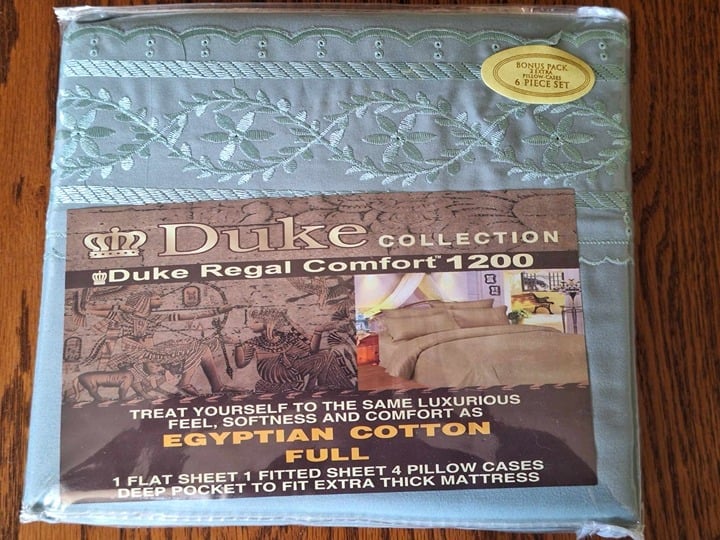 BONUS PACK
2 EXTRA
PILLOW CASES
6 PIECE SET
Duke COLLECTION
Duke Regal Comfort™ 1200
TREAT YOURSELF TO THE SAME LUXURIOUS
FEEL, SOFTNESS AND COMFORT AS
EGYPTIAN COTTON
FULL
1 FLAT SHEET 1 FITTED SHEET 4 PILLOW CASES
DEEP POCKET TO FIT EXTRA THICK MATTRESS